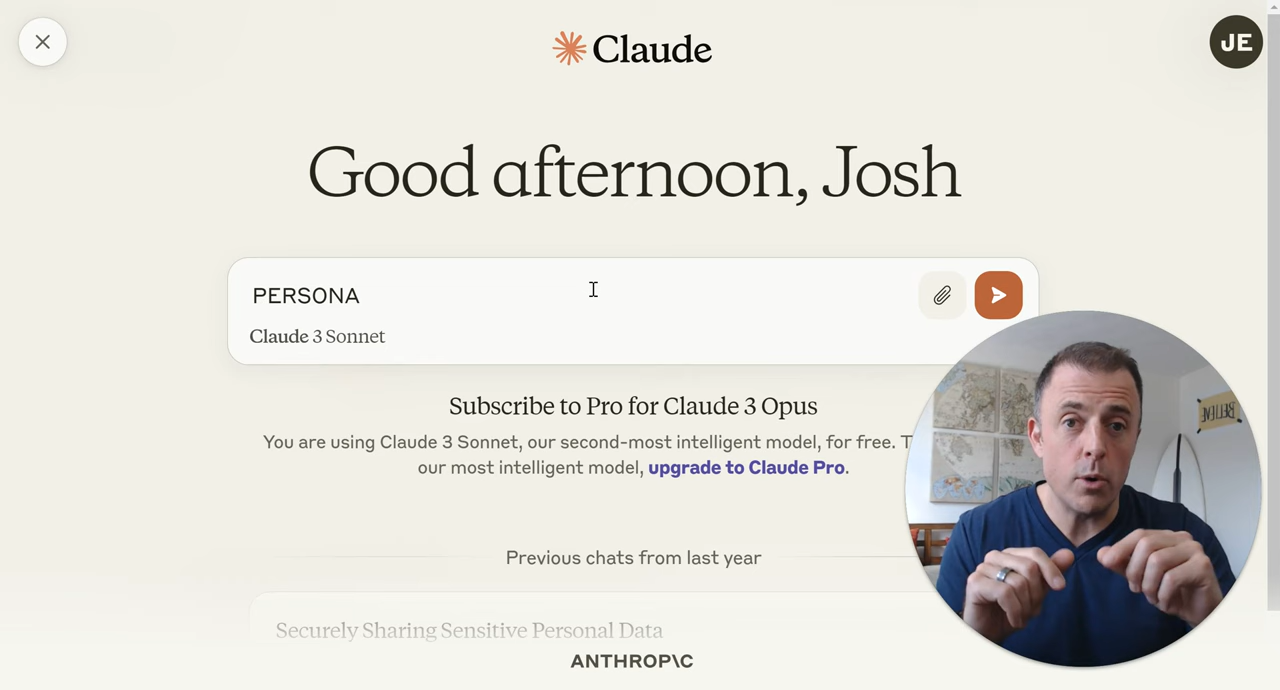 Claude
JE
Good afternoon, Josh
PERSONA
Claude 3 Sonnet
Subscribe to Pro for Claude 3 Opus
You are using Claude 3 Sonnet, our second-most intelligent model, for free. T
our most intelligent model, upgrade to Claude Pro.
BELIEVE
Previous chats from last year
Securely Sharing Sensitive Personal Data
ANTHROP\C